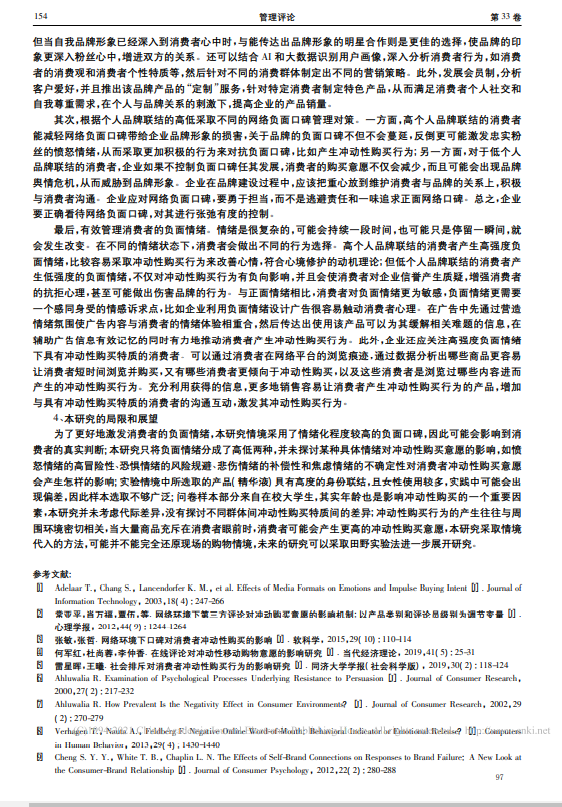 154 管理评论 第 33 卷
但当自我品牌形象已经深入到消费者心中时，与能传达出品牌形象的明星合作则是更佳的选择，使品牌的印
象更深入粉丝心中，增进双方的关系。还可以结合 AI 和大数据识别用户画像，深入分析消费者行为，如消费
者的消费观和消费者个性特质等，然后针对不同的消费群体制定出不同的营销策略。此外，发展会员制，分析
客户爱好，并且推出该品牌产品的“定制”服务，针对特定消费者制定特色产品，从而满足消费者个人社交和
自我尊重需求，在个人与品牌关系的刺激下，提高企业的产品销量。
其次，根据个人品牌联结的高低采取不同的网络负面口碑管理对策。一方面，高个人品牌联结的消费者
能减轻网络负面口碑带给企业品牌形象的损害，关于品牌的负面口碑不但不会蔓延，反倒更可能激发忠实粉
丝的愤怒情绪，从而采取更加积极的行为来对抗负面口碑，比如产生冲动性购买行为；另一方面，对于低个人
品牌联结的消费者，企业如果不控制负面口碑任其发展，消费者的购买意愿不仅会减少，而且可能会出现品牌
舆情危机，从而威胁到品牌形象。企业在品牌建设过程中，应该把重心放到维护消费者与品牌的关系上，积极
与消费者沟通。企业应对网络负面口碑，要勇于担当，而不是逃避责任和一味追求正面网络口碑。总之，企业
要正确看待网络负面口碑，对其进行张弛有度的控制。
最后，有效管理消费者的负面情绪。情绪是很复杂的，可能会持续一段时间，也可能只是停留一瞬间，就
会发生改变。在不同的情绪状态下，消费者会做出不同的行为选择。高个人品牌联结的消费者产生高强度负
面情绪，比较容易采取冲动性购买行为来改善心情，符合心境修护的动机理论；但低个人品牌联结的消费者产
生低强度的负面情绪，不仅对冲动性购买行为有负向影响，并且会使消费者对企业信誉产生质疑，增强消费者
的抗拒心理，甚至可能做出伤害品牌的行为。与正面情绪相比，消费者对负面情绪更为敏感，负面情绪更需要
一个感同身受的情感诉求点，比如企业利用负面情绪设计广告很容易触动消费者心理。在广告中先通过营造
情绪氛围使广告内容与消费者的情绪体验相重合，然后传达出使用该产品可以为其缓解相关难题的信息，在
辅助广告信息有效记忆的同时有力地推动消费者产生冲动性购买行为。此外，企业还应关注高强度负面情绪
下具有冲动性购买特质的消费者。可以通过消费者在网络平台的浏览痕迹，通过数据分析出哪些商品更容易
让消费者短时间浏览并购买，又有哪些消费者更倾向于冲动性购买，以及这些消费者是浏览过哪些内容进而
产生的冲动性购买行为。充分利用获得的信息，更多地销售容易让消费者产生冲动性购买行为的产品，增加
与具有冲动性购买特质的消费者的沟通互动，激发其冲动性购买行为。
4、本研究的局限和展望
为了更好地激发消费者的负面情绪，本研究情境采用了情绪化程度较高的负面口碑，因此可能会影响到消
费者的真实判断；本研究只将负面情绪分成了高低两种，并未探讨某种具体情绪对冲动性购买意愿的影响，如愤
怒情绪的高冒险性、恐惧情绪的风险规避、悲伤情绪的补偿性和焦虑情绪的不确定性对消费者冲动性购买意愿
会产生怎样的影响；实验情境中所选取的产品（精华液）具有高度的身份联结，且女性使用较多，实践中可能会出
现偏差，因此样本选取不够广泛；问卷样本部分来自在校大学生，其实年龄也是影响冲动性购买的一个重要因
素，本研究并未考虑代际差异，没有探讨不同群体间冲动性购买特质间的差异；冲动性购买行为的产生往往与周
围环境密切相关，当大量商品充斥在消费者眼前时，消费者可能会产生更高的冲动性购买意愿，本研究采取情境
代入的方法，可能并不能完全还原现场的购物情境，未来的研究可以采取田野实验法进一步展开研究。
参考文献：
[1] Adelaar T., Chang S., Lancendorfer K. M., et al. Effects of Media Formats on Emotions and Impulse Buying Intent [J]. Journal of
Information Technology, 2003,18(4):247-266
[2] 常亚平,肖万福,覃伍,等. 网络环境下第三方评论对冲动购买意愿的影响机制:以产品类别和评论员级别为调节变量[J].
心理学报, 2012,44(9):1244-1264
[3] 张敏,张哲. 网络环境下口碑对消费者冲动性购买的影响[J]. 软科学, 2015,29(10):110-114
[4] 何军红,杜尚蓉,李仲香. 在线评论对冲动性移动购物意愿的影响研究[J]. 当代经济理论, 2019,41(5):25-31
[5] 雷星晖,王曦. 社会排斥对消费者冲动性购买行为的影响研究[J]. 同济大学学报(社会科学版), 2019,30(2):118-124
[6] Ahluwalia R. Examination of Psychological Processes Underlying Resistance to Persuasion [J]. Journal of Consumer Research,
2000,27(2):217-232
[7] Ahluwalia R. How Prevalent Is the Negativity Effect in Consumer Environments? [J]. Journal of Consumer Research, 2002,29
(2):270-279
[8] Verhagen T., Nauta A., Feldberg F. Negative Online Word-of-Mouth: Behavioral Indicator or Emotional Release? [J]. Computers
in Human Behavior, 2013,29(4):1430-1440
[9] Cheng S. Y. Y., White T. B., Chaplin L. N. The Effects of Self-Brand Connections on Responses to Brand Failure: A New Look at
the Consumer-Brand Relationship [J]. Journal of Consumer Psychology, 2012,22(2):280-288
97